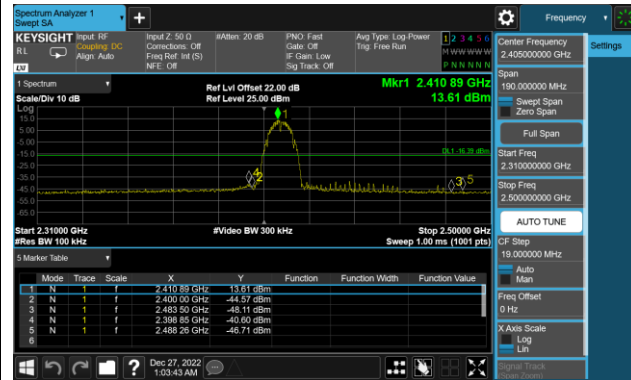 Spectrum Analyzer 1
Swept SA
+
Frequency
KEYSIGHT
RL
LXI
Input: RF
Coupling: DC
Align: Auto
Input Z: 50 Ω
Corrections: Off
Freq Ref: Int (S)
NFE: Off
#Atten: 20 dB
PNO: Fast
Gate: Off
IF Gain: Low
Sig Track: Off
Avg Type: Log-Power
Trig: Free Run
1 2 3 4 5 6
M W W W W W
P N N N N N
1 Spectrum
Scale/Div 10 dB
Log
Ref Lvl Offset 22.00 dB
Ref Level 25.00 dBm
Mkr1 2.410 89 GHz
13.61 dBm
15.0
5.00
-5.00
-15.0
-25.0
-35.0
-45.0
-55.0
-65.0
1
DL1 -16.39 dBm
4
2
3
5
Start 2.31000 GHz
#Res BW 100 kHz
#Video BW 300 kHz
Stop 2.50000 GHz
Sweep 1.00 ms (1001 pts)
5 Marker Table
Mode Trace Scale X Y Function Function Width Function Value
1 N 1 f 2.410 89 GHz 13.61 dBm
2 N 1 f 2.400 00 GHz -44.57 dBm
3 N 1 f 2.483 50 GHz -48.11 dBm
4 N 1 f 2.398 85 GHz -40.60 dBm
5 N 1 f 2.488 26 GHz -46.71 dBm
6
Dec 27, 2022
1:03:43 AM
?
Center Frequency
2.405000000 GHz
Settings
Span
190.000000 MHz
Swept Span
Zero Span
Full Span
Start Freq
2.310000000 GHz
Stop Freq
2.500000000 GHz
AUTO TUNE
CF Step
19.000000 MHz
Auto
Man
Freq Offset
0 Hz
X Axis Scale
Log
Lin
Signal Track
(Span Zoom)